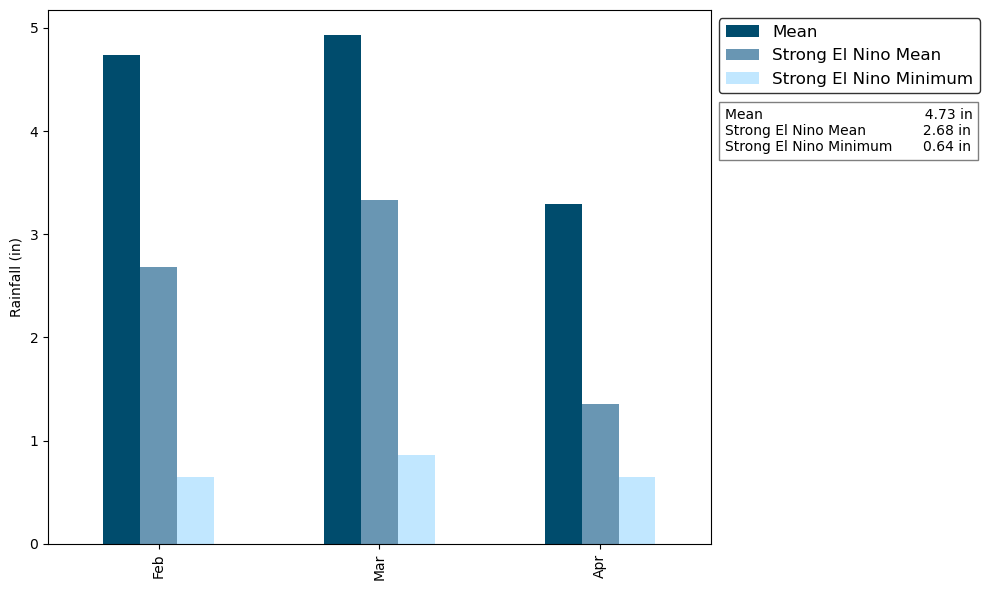 Mean
Strong El Nino Mean
Strong El Nino Minimum
Mean 4.73 in
Strong El Nino Mean 2.68 in
Strong El Nino Minimum 0.64 in
Rainfall (in)
5
4
3
2
1
0
Feb
Mar
Apr